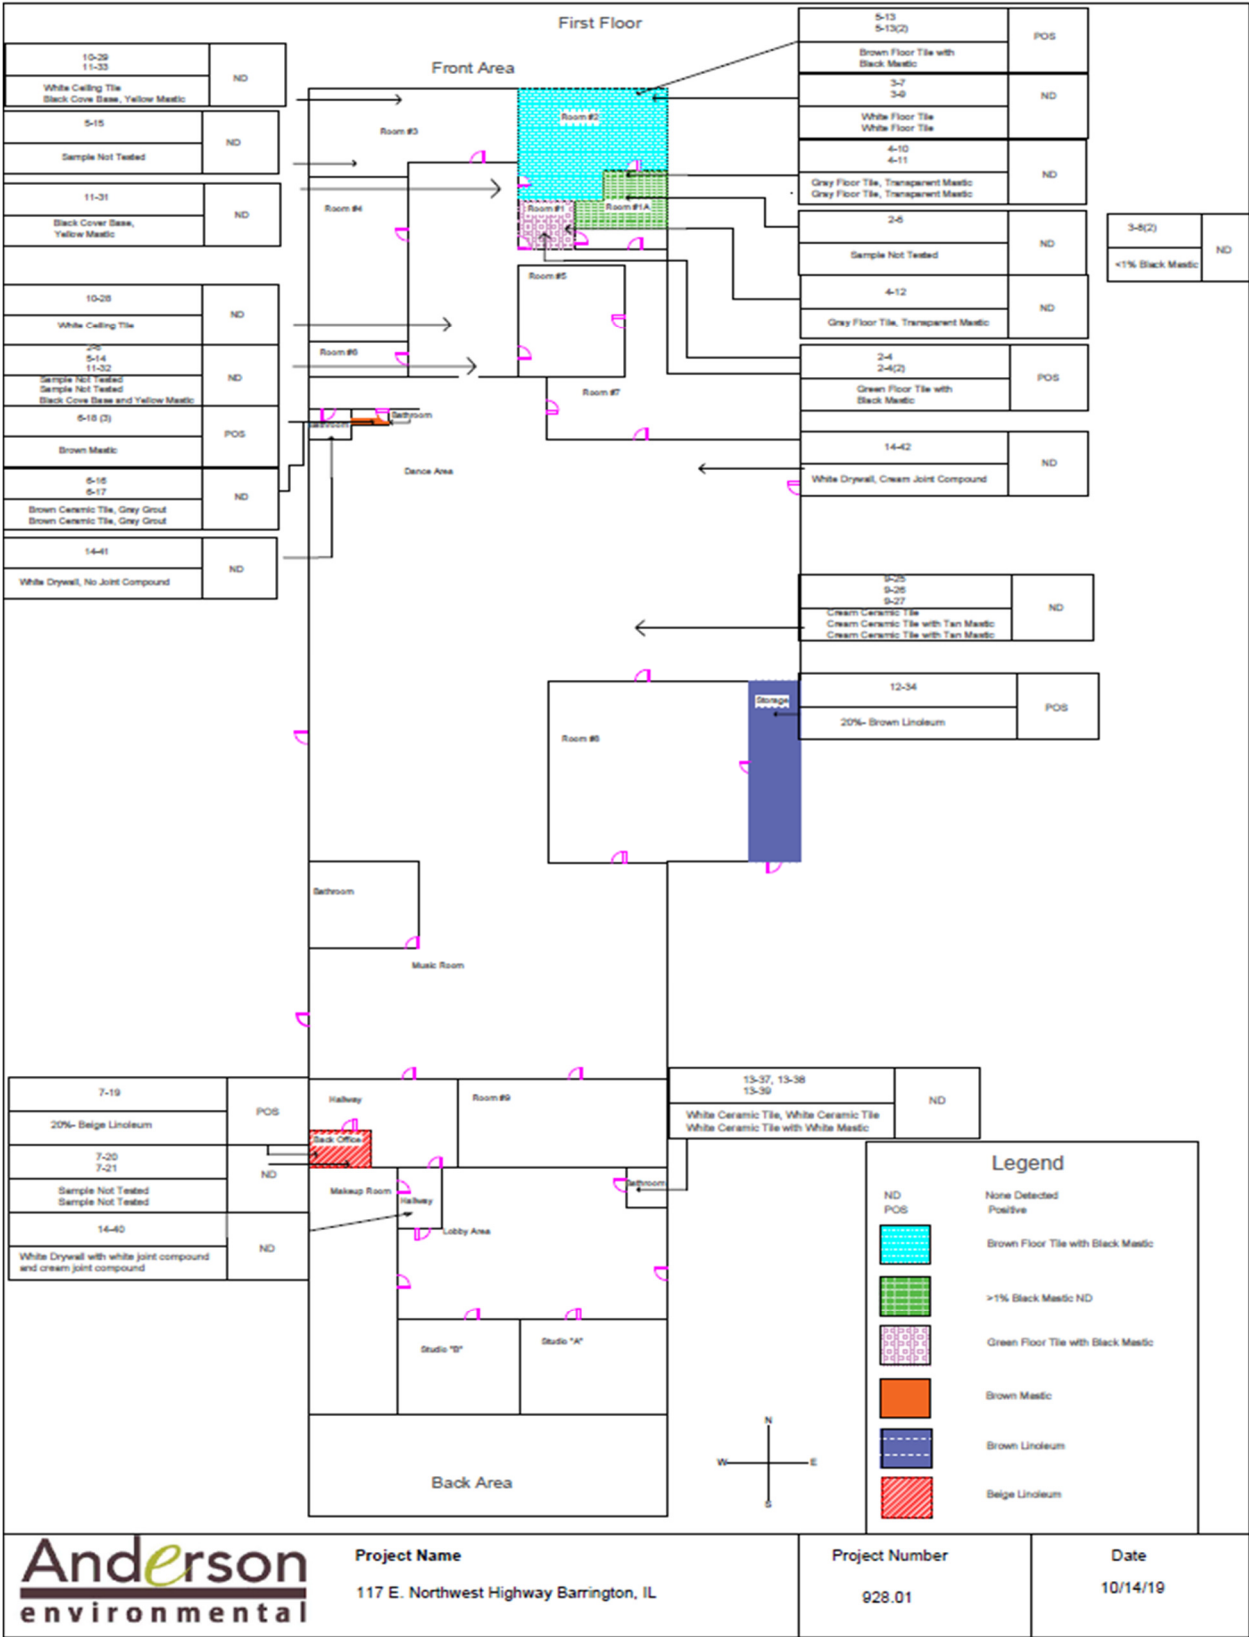 First Floor
Front Area
10-29
11-33
ND
White Ceiling Tile
Black Cove Base, Yellow Mastic
5-15
ND
Sample Not Tested
11-31
ND
Black Cover Base,
Yellow Mastic
10-28
ND
White Ceiling Tile
5-14
11-32
ND
Sample Not Tested
Sample Not Tested
Black Cove Base and Yellow Mastic
6-18 (3)
POS
Brown Mastic
6-16
6-17
ND
Brown Ceramic Tile, Gray Grout
Brown Ceramic Tile, Gray Grout
14-41
ND
White Drywall, No Joint Compound
5-13
5-13(2)
POS
Brown Floor Tile with
Black Mastic
3-7
3-9
ND
White Floor Tile
White Floor Tile
4-10
4-11
ND
Gray Floor Tile, Transparent Mastic
Gray Floor Tile, Transparent Mastic
2-6
ND
Sample Not Tested
3-8(2)
ND
<1% Black Mastic
4-12
ND
Gray Floor Tile, Transparent Mastic
2-4
2-4(2)
POS
Green Floor Tile with
Black Mastic
14-42
ND
White Drywall, Cream Joint Compound
9-25
9-26
9-27
ND
Cream Ceramic Tile
Cream Ceramic Tile with Tan Mastic
Cream Ceramic Tile with Tan Mastic
12-34
POS
20%- Brown Linoleum
Room #3
Room #2
Room #4
Room #1
Room #1A
Room #5
Room #6
Room #7
Bathroom
Bathroom
Dance Area
Storage
Room #8
Bathroom
Music Room
7-19
POS
20%- Beige Linoleum
7-20
7-21
ND
Sample Not Tested
Sample Not Tested
14-40
ND
White Drywall with white joint compound
and cream joint compound
Hallway
Room #9
Back Office
Makeup Room
Hallway
Lobby Area
Bathroom
Studio "B"
Studio "A"
Back Area
13-37, 13-38
13-39
ND
White Ceramic Tile, White Ceramic Tile
White Ceramic Tile with White Mastic
Legend
ND None Detected
POS Positive
Brown Floor Tile with Black Mastic
>1% Black Mastic ND
Green Floor Tile with Black Mastic
Brown Mastic
Brown Linoleum
Beige Linoleum
N
W E
S
Anderson
environmental
Project Name
117 E. Northwest Highway Barrington, IL
Project Number
928.01
Date
10/14/19